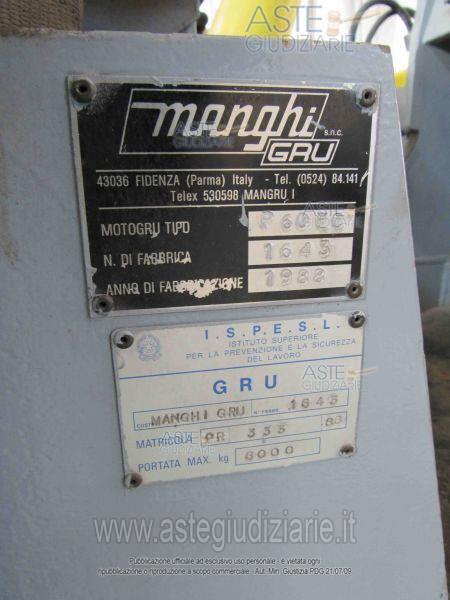 ASTE
GIUDIZIARIE®
manghi
s.n.c.
GRU
43036 FIDENZA (Parma) Italy - Tel. (0524) 84.141
Telex 530598 MANGRU I
MOTOGRU TIPO
N. DI FABBRICA 1643
ANNO DI FABBRICAZIONE 1988
I.S.P.E.S.L.
ISTITUTO SUPERIORE
PER LA PREVENZIONE E LA SICUREZZA
DEL LAVORO
GRU
MANGHI GRU N° FABBR. 1643
MATRICOLA PR 333 88
PORTATA MAX. kg 6000
www.astegiudiziarie.it
Pubblicazione ufficiale ad esclusivo uso personale - è vietata ogni
ripubblicazione o riproduzione a scopo commerciale - Aut. Min. Giustizia PDG 21/07/09